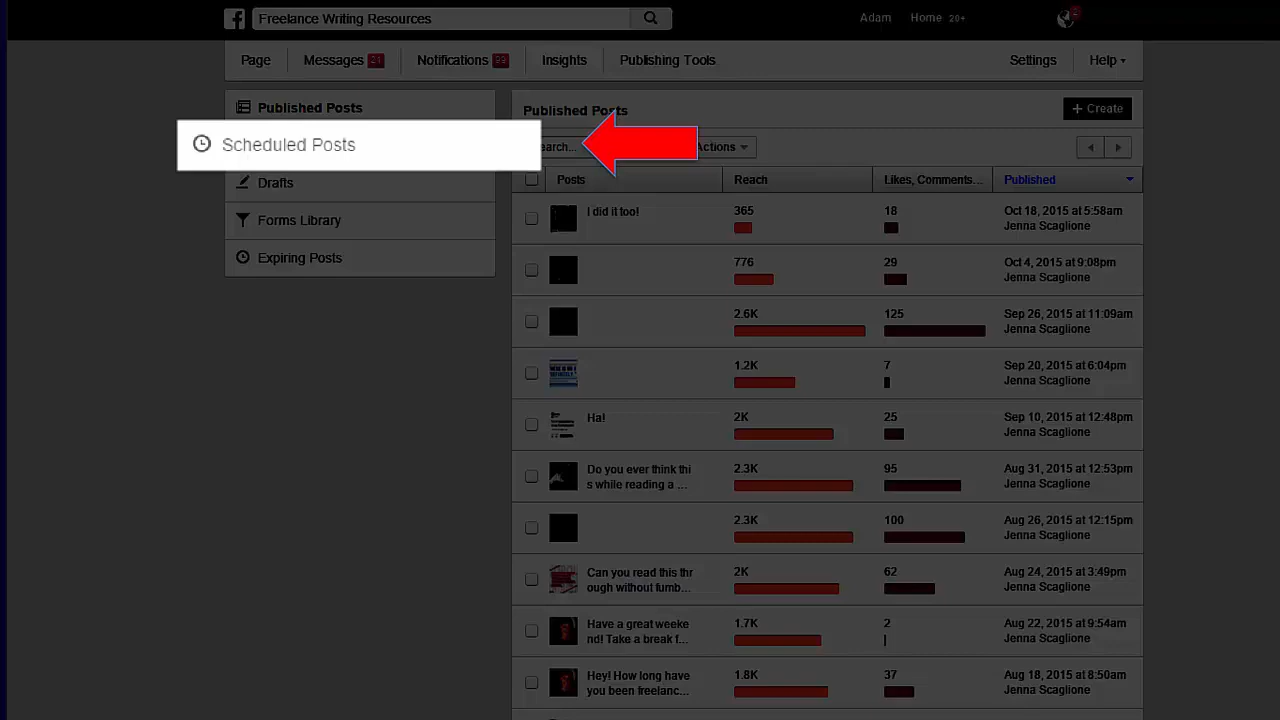 Freelance Writing Resources
Adam Home 20+
Page Messages 21 Notifications 99 Insights Publishing Tools Settings Help
Published Posts
Scheduled Posts
Drafts
Forms Library
Expiring Posts
Published Posts
+ Create
earch... Actions
Posts Reach Likes, Comments... Published
I did it too! 365 18 Oct 18, 2015 at 5:58am
Jenna Scaglione
776 29 Oct 4, 2015 at 9:08pm
Jenna Scaglione
2.6K 125 Sep 26, 2015 at 11:09am
Jenna Scaglione
1.2K 7 Sep 20, 2015 at 6:04pm
Jenna Scaglione
Ha! 2K 25 Sep 10, 2015 at 12:48pm
Jenna Scaglione
Do you ever think thi 2.3K 95 Aug 31, 2015 at 12:53pm
s while reading a ... Jenna Scaglione
2.3K 100 Aug 26, 2015 at 12:15pm
Jenna Scaglione
Can you read this thr 2K 62 Aug 24, 2015 at 3:49pm
ough without fumb... Jenna Scaglione
Have a great weeke 1.7K 2 Aug 22, 2015 at 9:54am
nd! Take a break f... Jenna Scaglione
Hey! How long have 1.8K 37 Aug 18, 2015 at 8:50am
you been freelanc... Jenna Scaglione